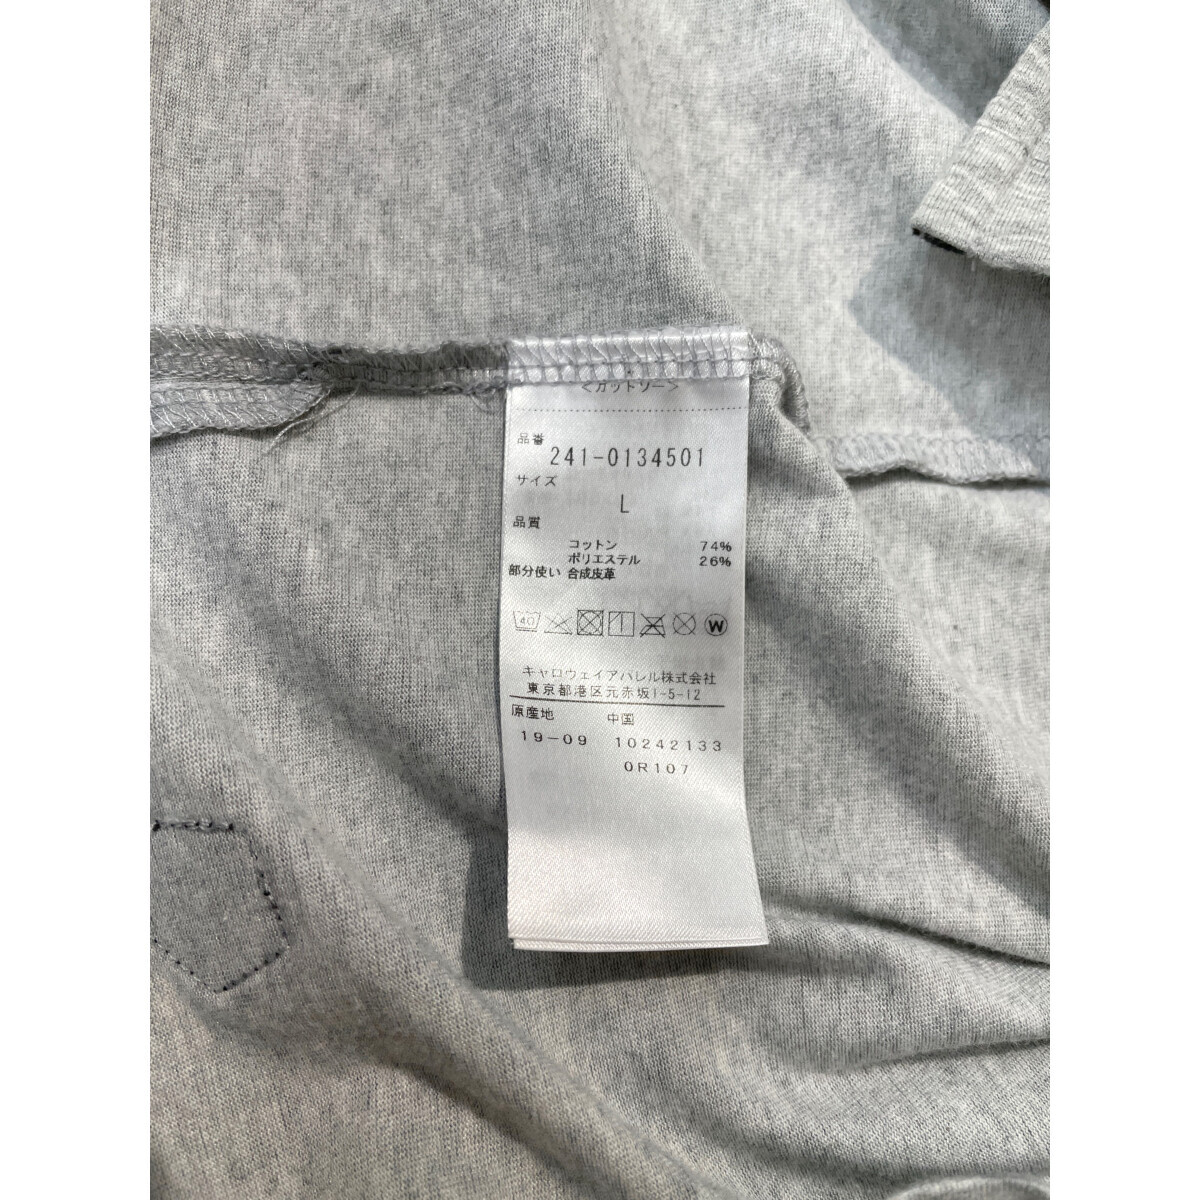 <カットソー>
品番
241-0134501
サイズ
L
品質
コットン 74%
ポリエステル 26%
部分使い 合成皮革
40 W
キャロウェイアパレル株式会社
東京都港区元赤坂1-5-12
原産地 中国
19-09 10242133
0R107